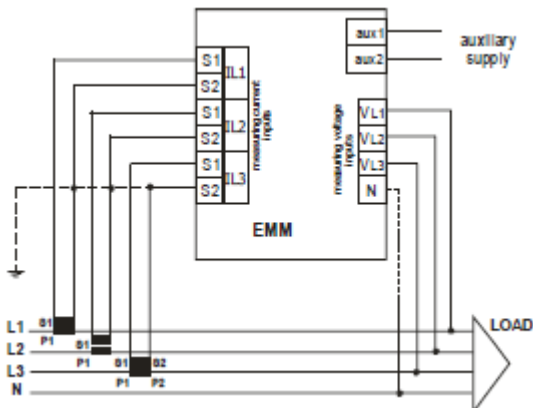 aux1
aux2
auxiliary
supply
S1
S2
IL1
S1
S2
IL2
S1
S2
IL3
measuring current
inputs
measuring voltage
inputs
VL1
VL2
VL3
N
EMM
L1
S1
P1
L2
S1
P1
L3
S1
S2
P1
P2
N
LOAD